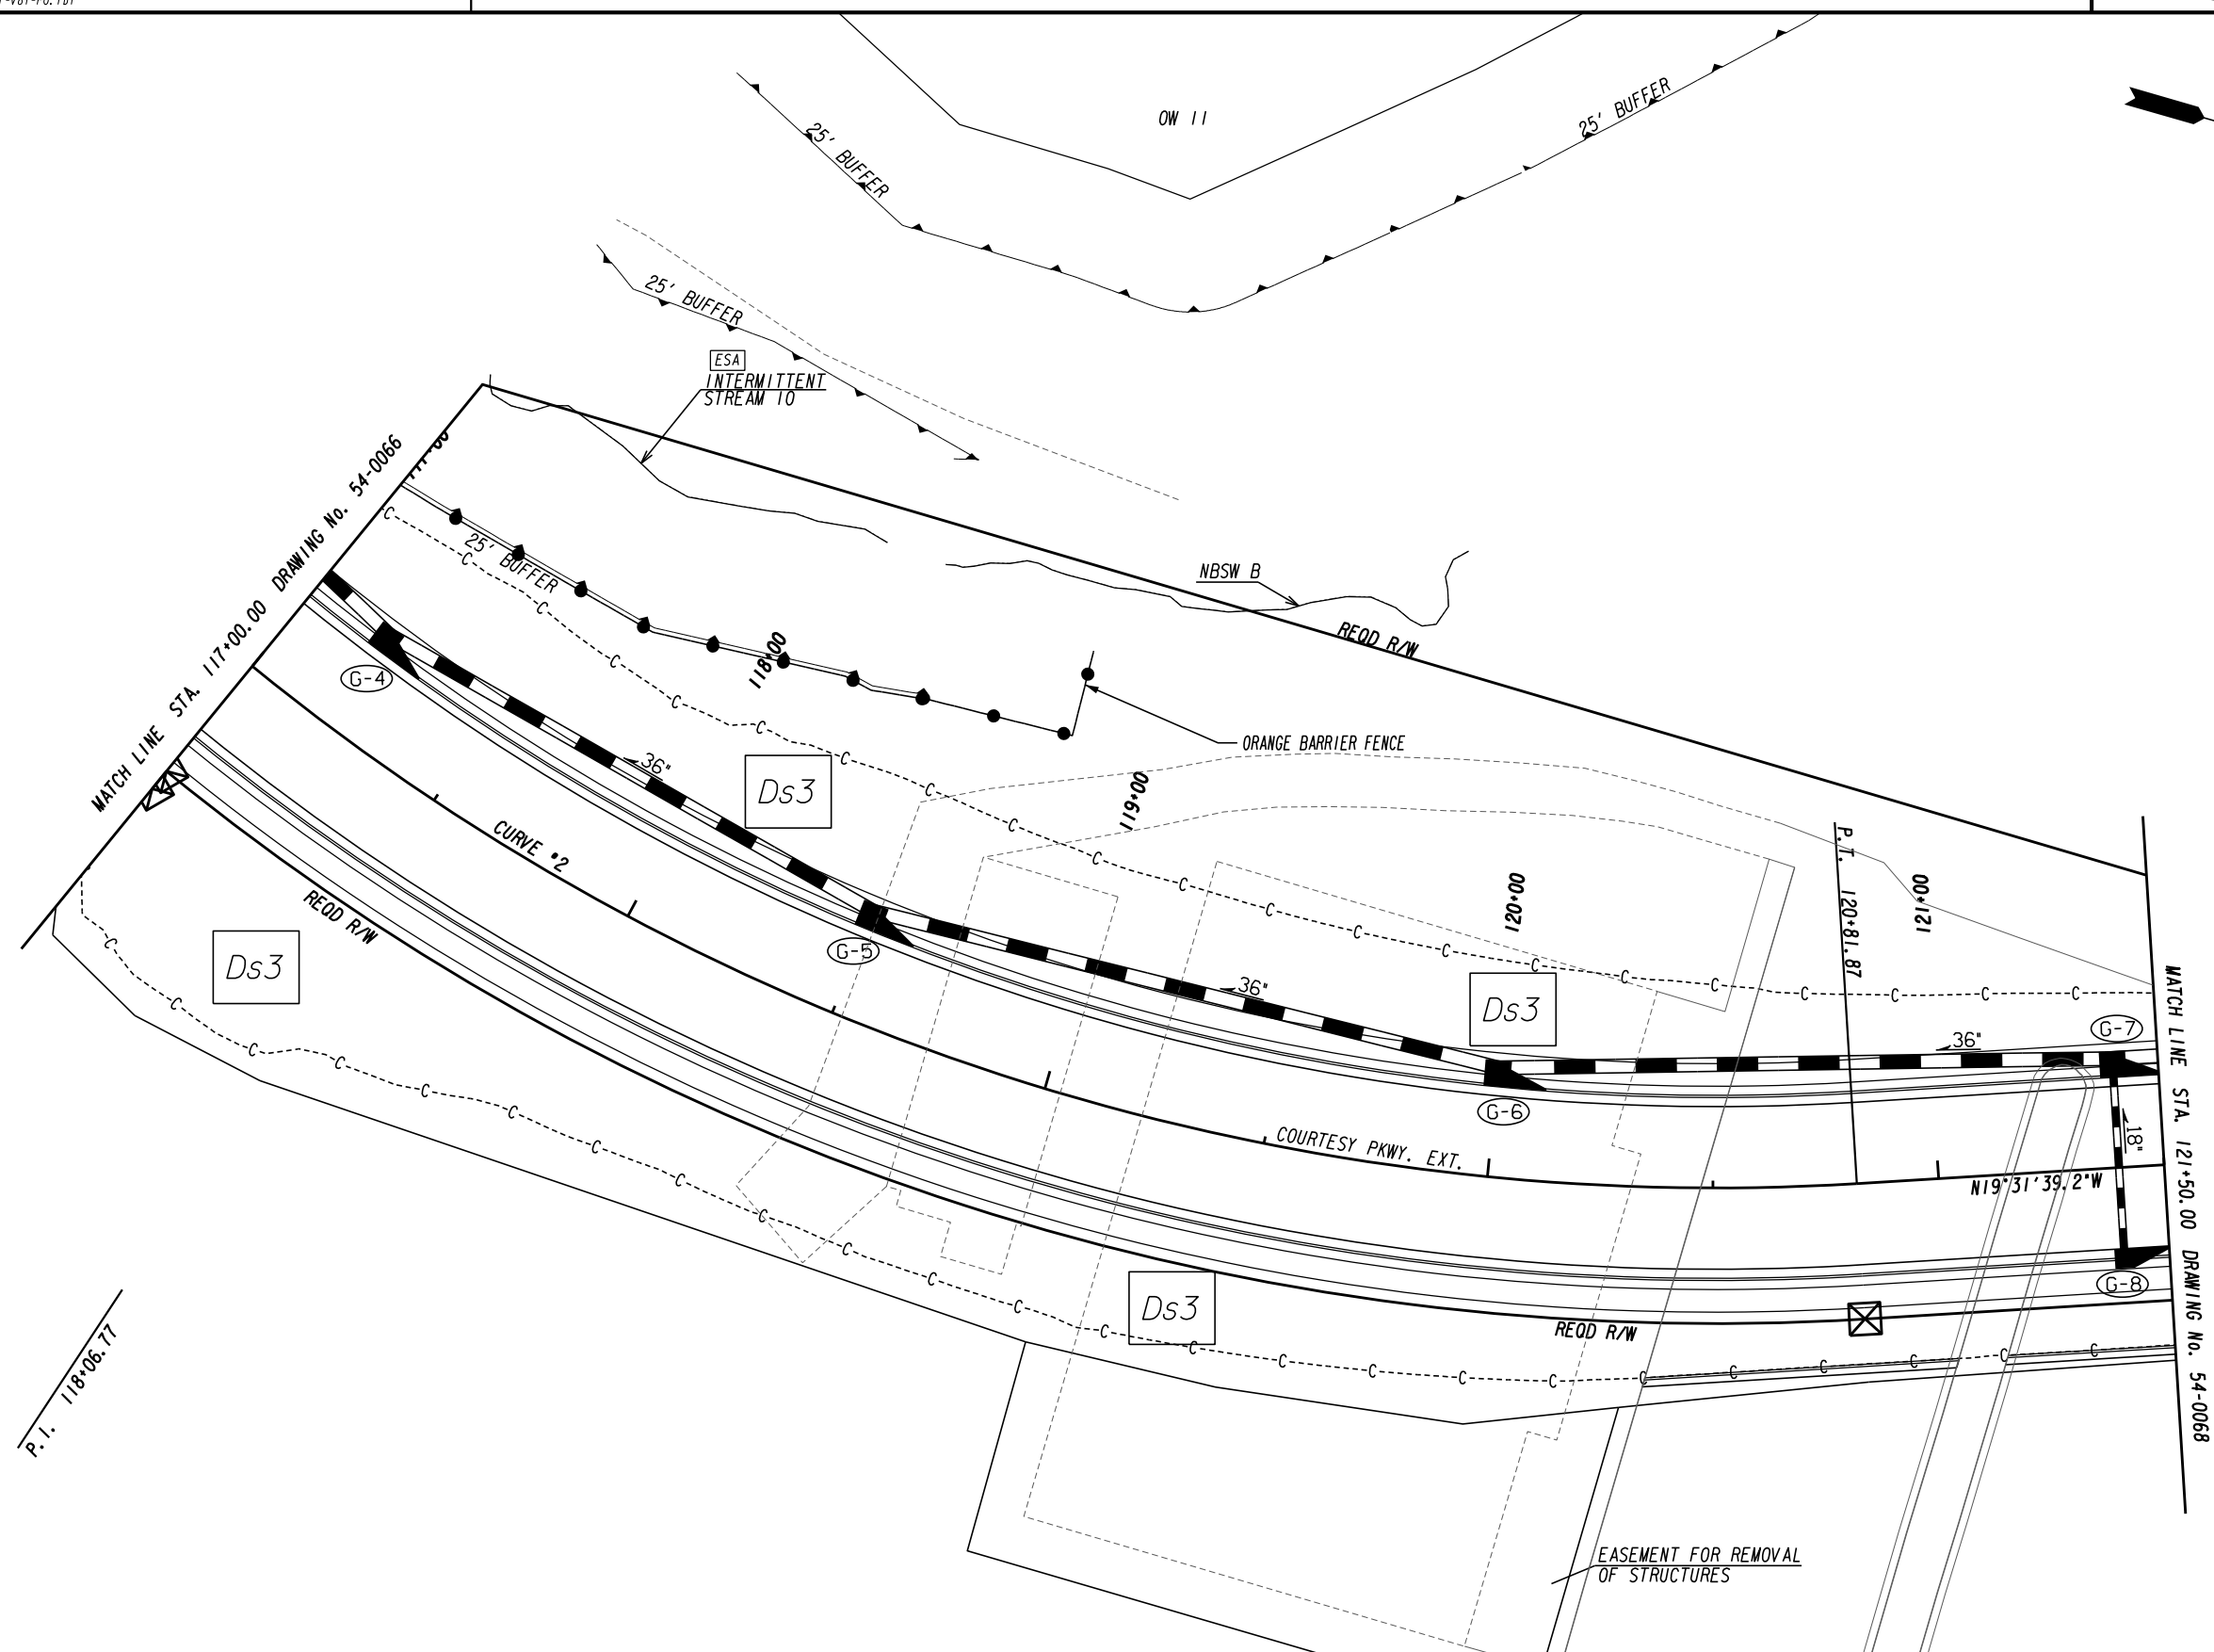 OW 11
25' BUFFER
25' BUFFER
25' BUFFER
ESA
INTERMITTENT
STREAM 10
MATCH LINE STA. 117+00.00 DRAWING No. 54-0066
C C C C C C C C C C C C C C C C C C C C C C
25' BUFFER
NBSW B
REQD R/W
118+00
ORANGE BARRIER FENCE
G-4
36"
Ds3
119+00
CURVE #2
120+00
P.T. 120+81.87
121+00
REQD R/W
Ds3
G-5
36"
Ds3
G-7
36"
G-6
18"
COURTESY PKWY. EXT.
N19°31'39.2"W
MATCH LINE STA. 121+50.00 DRAWING No. 54-0068
G-8
Ds3
REQD R/W
C C C C C C C C C C C C C C C C C C C C C C C C
P.I. 118+06.77
EASEMENT FOR REMOVAL
OF STRUCTURES